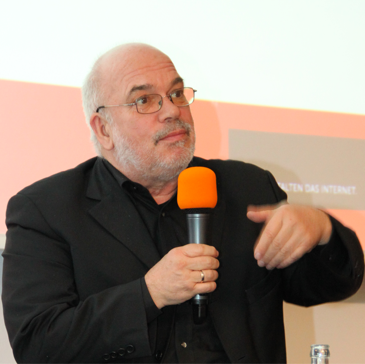 ALTEN DAS INTERNET